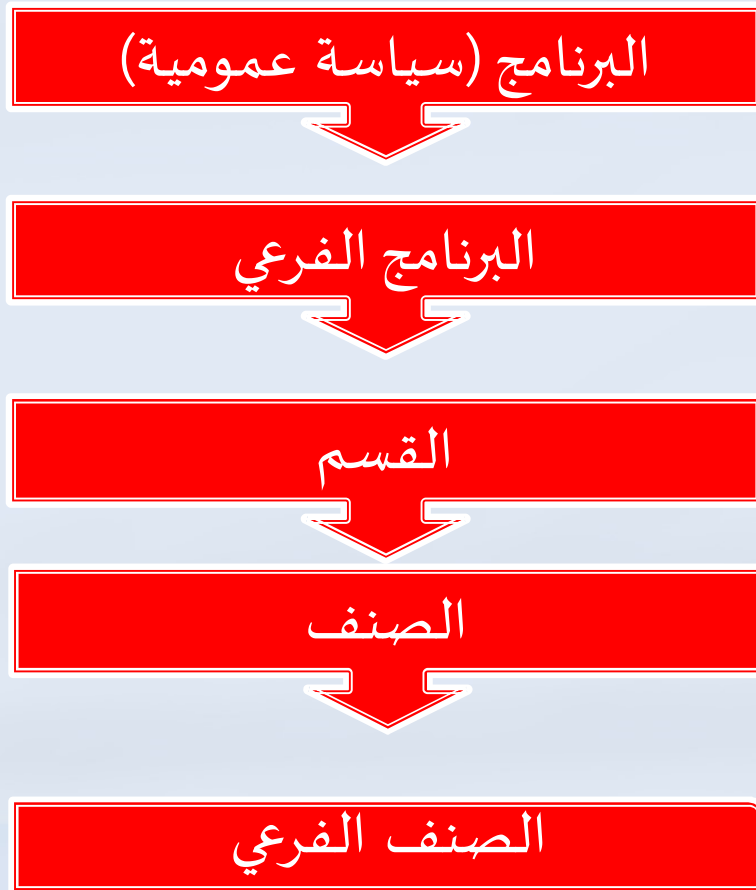 البرنامج (سياسة عمومية)
البرنامج الفرعي
القسم
الصنف
الصنف الفرعي